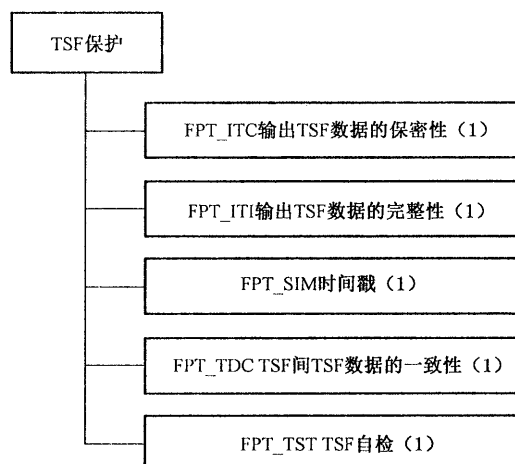 TSF保护
FPT_ITC输出TSF数据的保密性（1）
FPT_ITI输出TSF数据的完整性（1）
FPT_SIM时间戳（1）
FPT_TDC TSF间TSF数据的一致性（1）
FPT_TST TSF自检（1）